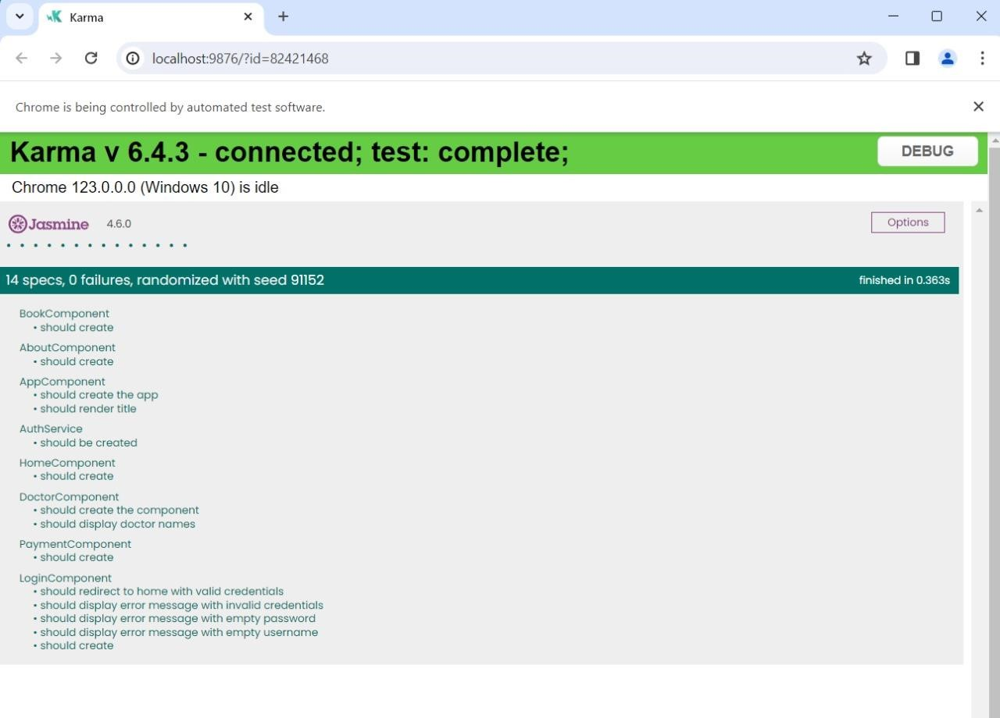 Karma
localhost:9876/?id=82421468
Chrome is being controlled by automated test software.
Karma v 6.4.3 - connected; test: complete;
DEBUG
Chrome 123.0.0.0 (Windows 10) is idle
Jasmine 4.6.0
Options
• • • • • • • • • • • • • •
14 specs, 0 failures, randomized with seed 91152
finished in 0.363s
BookComponent
• should create
AboutComponent
• should create
AppComponent
• should create the app
• should render title
AuthService
• should be created
HomeComponent
• should create
DoctorComponent
• should create the component
• should display doctor names
PaymentComponent
• should create
LoginComponent
• should redirect to home with valid credentials
• should display error message with invalid credentials
• should display error message with empty password
• should display error message with empty username
• should create